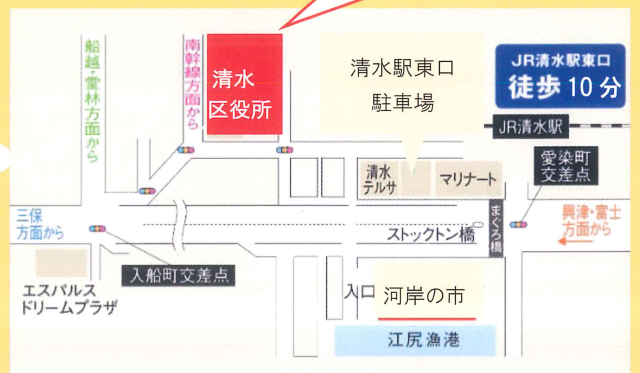 船越・堂林方面から
南幹線方面から
清水
区役所
清水駅東口
駐車場
JR清水駅東口
徒歩10分
JR清水駅
愛染町
交差点
清水
テルサ
マリナート
三保
方面から
まぐろ橋
興津・富士
方面から
ストックトン橋
入船町交差点
エスパルス
ドリームプラザ
入口
河岸の市
江尻漁港